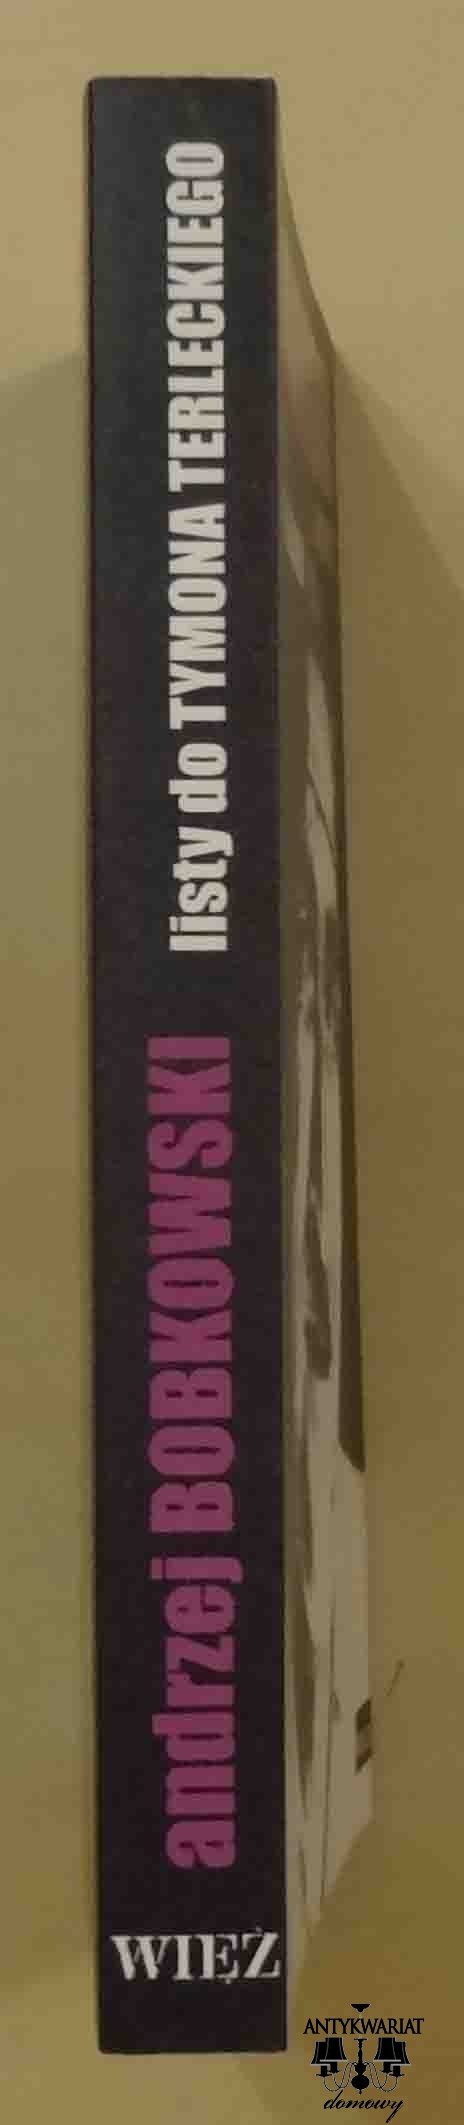 andrzej BOBKOWSKI listy do TYMONA TERLECKIEGO
WIĘŹ
ANTYKWARIAT
domowy